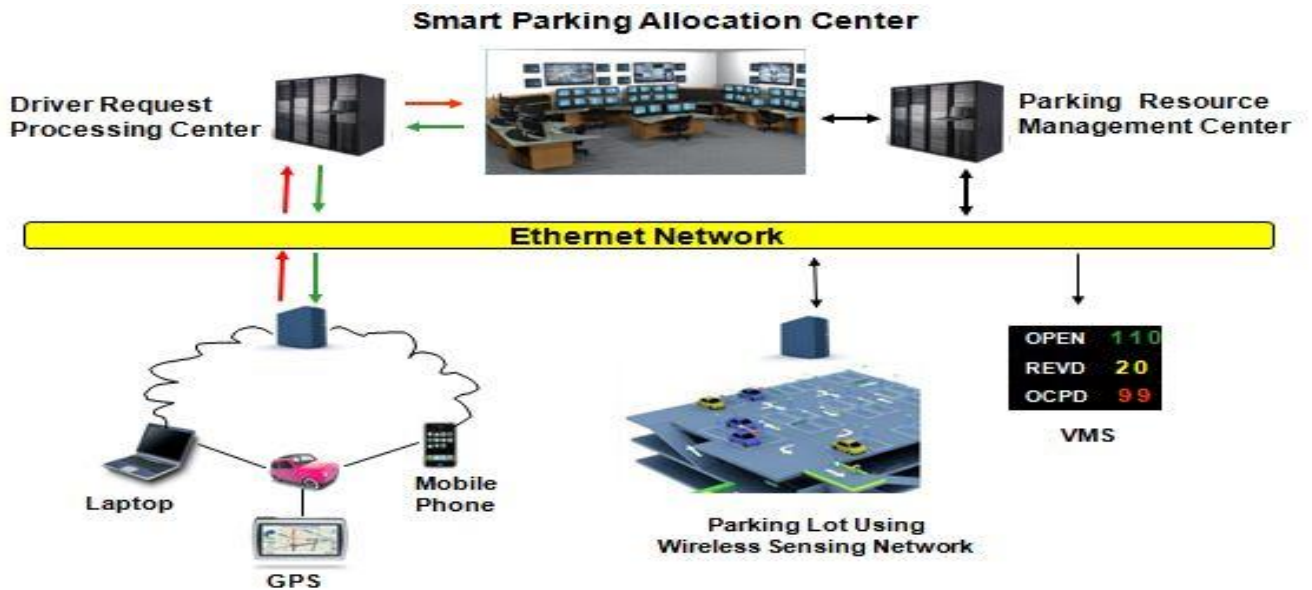 Smart Parking Allocation Center
Driver Request
Processing Center
Parking Resource
Management Center
Ethernet Network
OPEN 110
REVD 20
OCPD 99
VMS
Laptop
Mobile
Phone
GPS
Parking Lot Using
Wireless Sensing Network